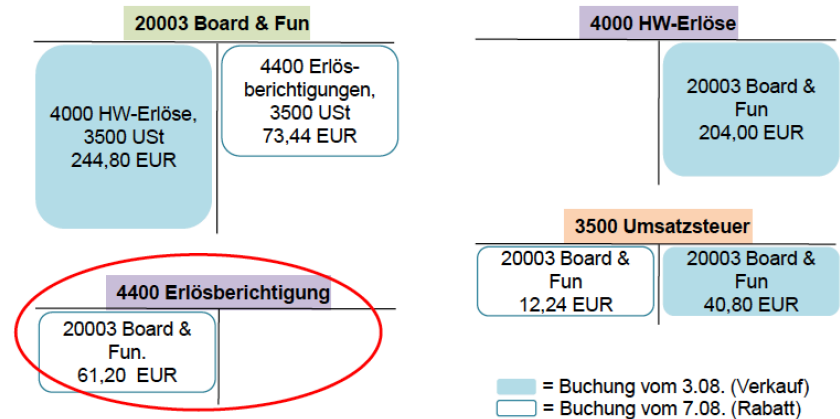 20003 Board & Fun
4000 HW-Erlöse,
3500 USt
244,80 EUR
4400 Erlös-
berichtigungen,
3500 USt
73,44 EUR
4000 HW-Erlöse
20003 Board &
Fun
204,00 EUR
4400 Erlösberichtigung
20003 Board &
Fun.
61,20 EUR
3500 Umsatzsteuer
20003 Board &
Fun
12,24 EUR
20003 Board &
Fun
40,80 EUR
= Buchung vom 3.08. (Verkauf)
= Buchung vom 7.08. (Rabatt)